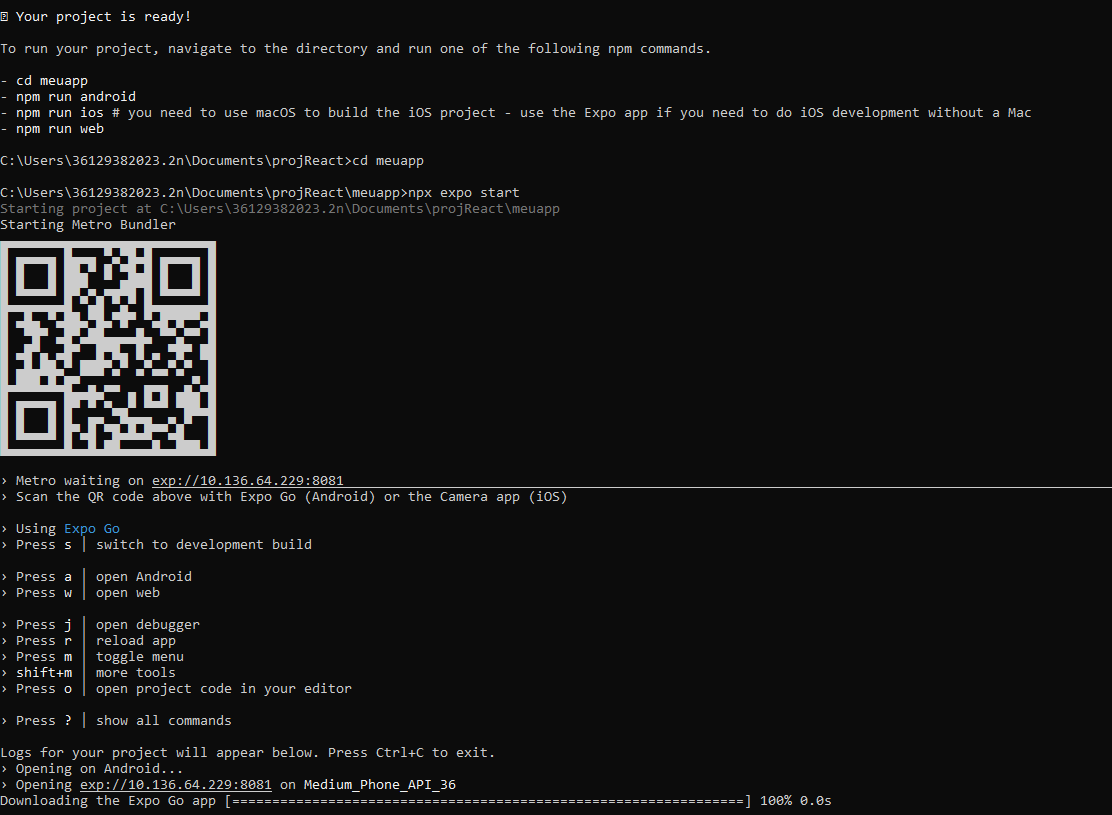 Your project is ready!
To run your project, navigate to the directory and run one of the following npm commands.
- cd meuapp
- npm run android
- npm run ios # you need to use macOS to build the iOS project - use the Expo app if you need to do iOS development without a Mac
- npm run web
C:\Users\36129382023.2n\Documents\projReact>cd meuapp
C:\Users\36129382023.2n\Documents\projReact\meuapp>npx expo start
Starting project at C:\Users\36129382023.2n\Documents\projReact\meuapp
Starting Metro Bundler
› Metro waiting on exp://10.136.64.229:8081
› Scan the QR code above with Expo Go (Android) or the Camera app (iOS)
› Using Expo Go
› Press s │ switch to development build
› Press a │ open Android
› Press w │ open web
› Press j │ open debugger
› Press r │ reload app
› Press m │ toggle menu
› shift+m │ more tools
› Press o │ open project code in your editor
› Press ? │ show all commands
Logs for your project will appear below. Press Ctrl+C to exit.
› Opening on Android...
› Opening exp://10.136.64.229:8081 on Medium_Phone_API_36
Downloading the Expo Go app [================================================================] 100% 0.0s